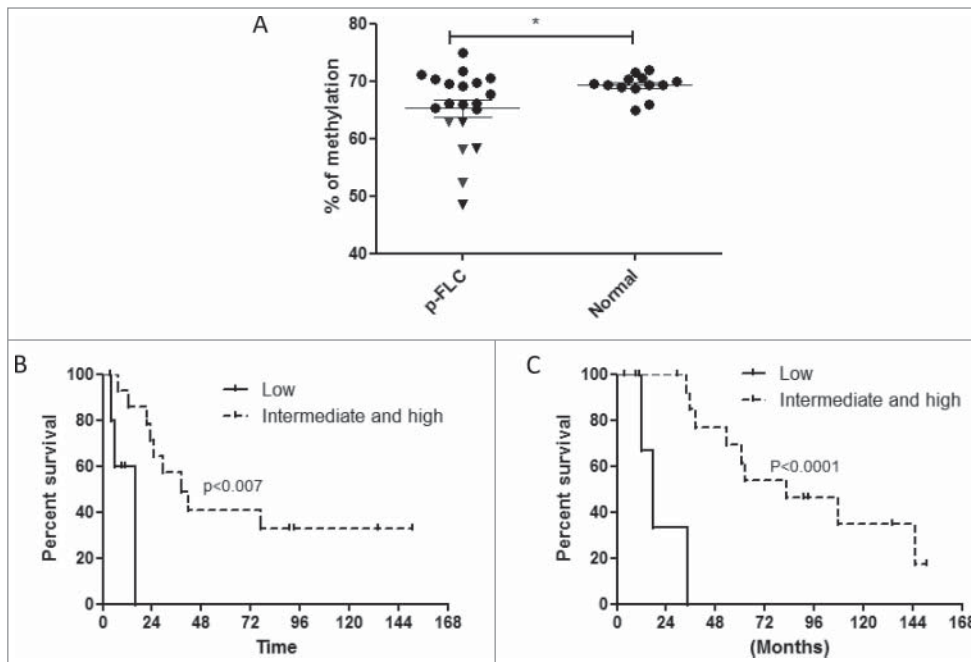 A
*
80
70
60
50
40
% of methylation
p-FLC
Normal
B
100
80
60
40
20
0
Percent survival
Low
Intermediate and high
p<0.007
0 24 48 72 96 120 144 168
Time
C
100
80
60
40
20
0
Percent survival
Low
Intermediate and high
P<0.0001
0 24 48 72 96 120 144 168
(Months)